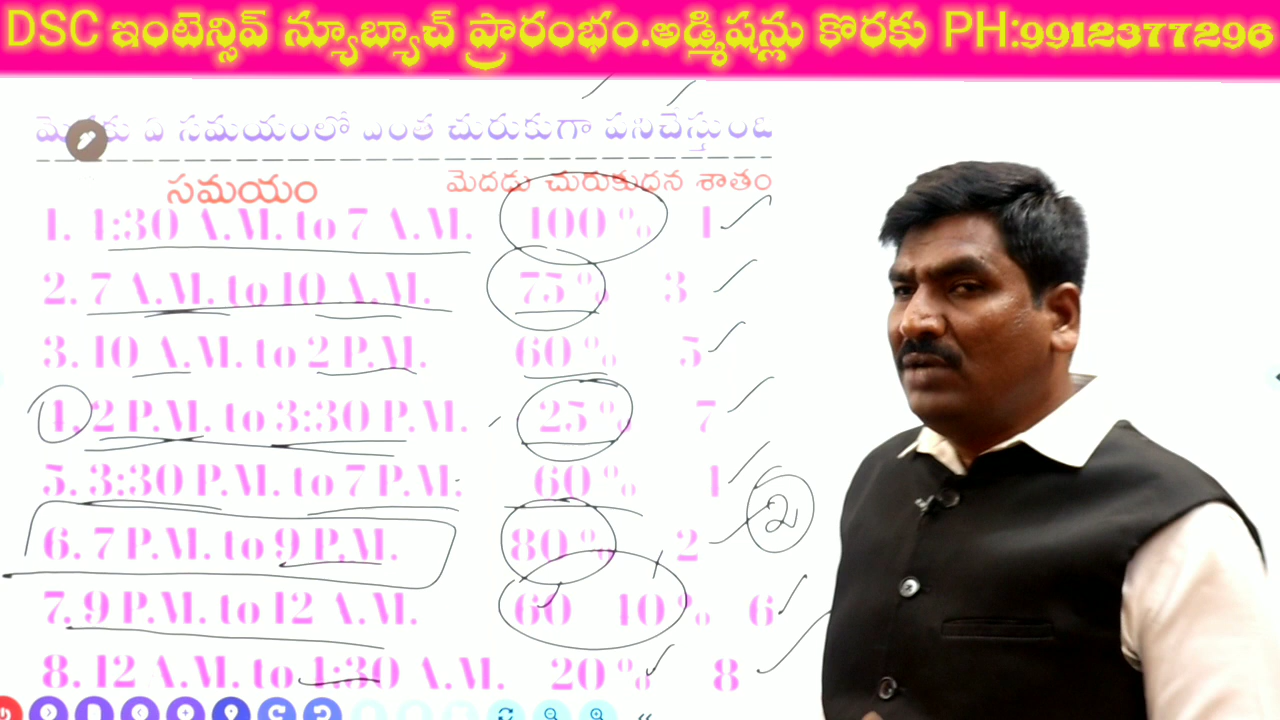 DSC ఇంటెన్సివ్ న్యూబ్యాచ్ ప్రారంభం.అడ్మిషన్లు కొరకు PH:9912377296
ఏ సమయంలో ఎంత చురుకుగా పనిచేస్తుంది
సమయం మెదడు చురుకుదన శాతం
1. 4:30 A.M. to 7 A.M. 100% 1
2. 7 A.M. to 10 A.M. 75% 3
3. 10 A.M. to 2 P.M. 60% 5
4. 2 P.M. to 3:30 P.M. 25% 7
5. 3:30 P.M. to 7 P.M. 60% 4
6. 7 P.M. to 9 P.M. 80% 2 2
7. 9 P.M. to 12 A.M. 60 40% 6
8. 12 A.M. to 4:30 A.M. 20% 8